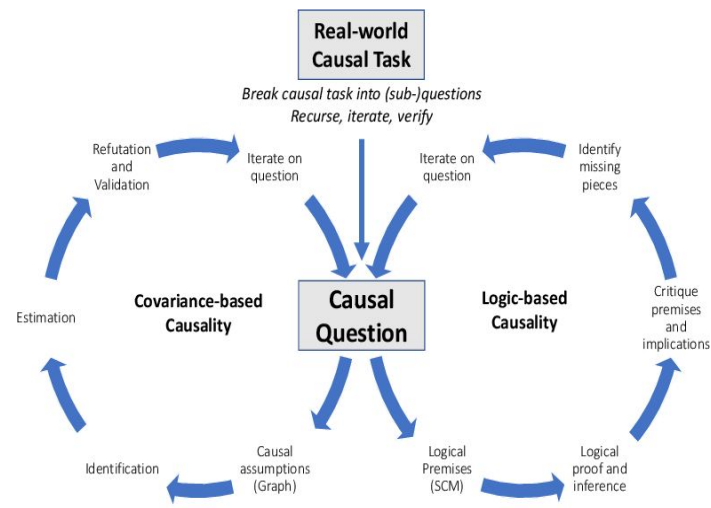 Real-world
Causal Task
Break causal task into (sub-)questions
Recurse, iterate, verify
Refutation
and
Validation
Iterate on
question
Iterate on
question
Identify
missing
pieces
Estimation
Covariance-based
Causality
Causal
Question
Logic-based
Causality
Critique
premises
and
implications
Identification
Causal
assumptions
(Graph)
Logical
Premises
(SCM)
Logical
proof and
inference